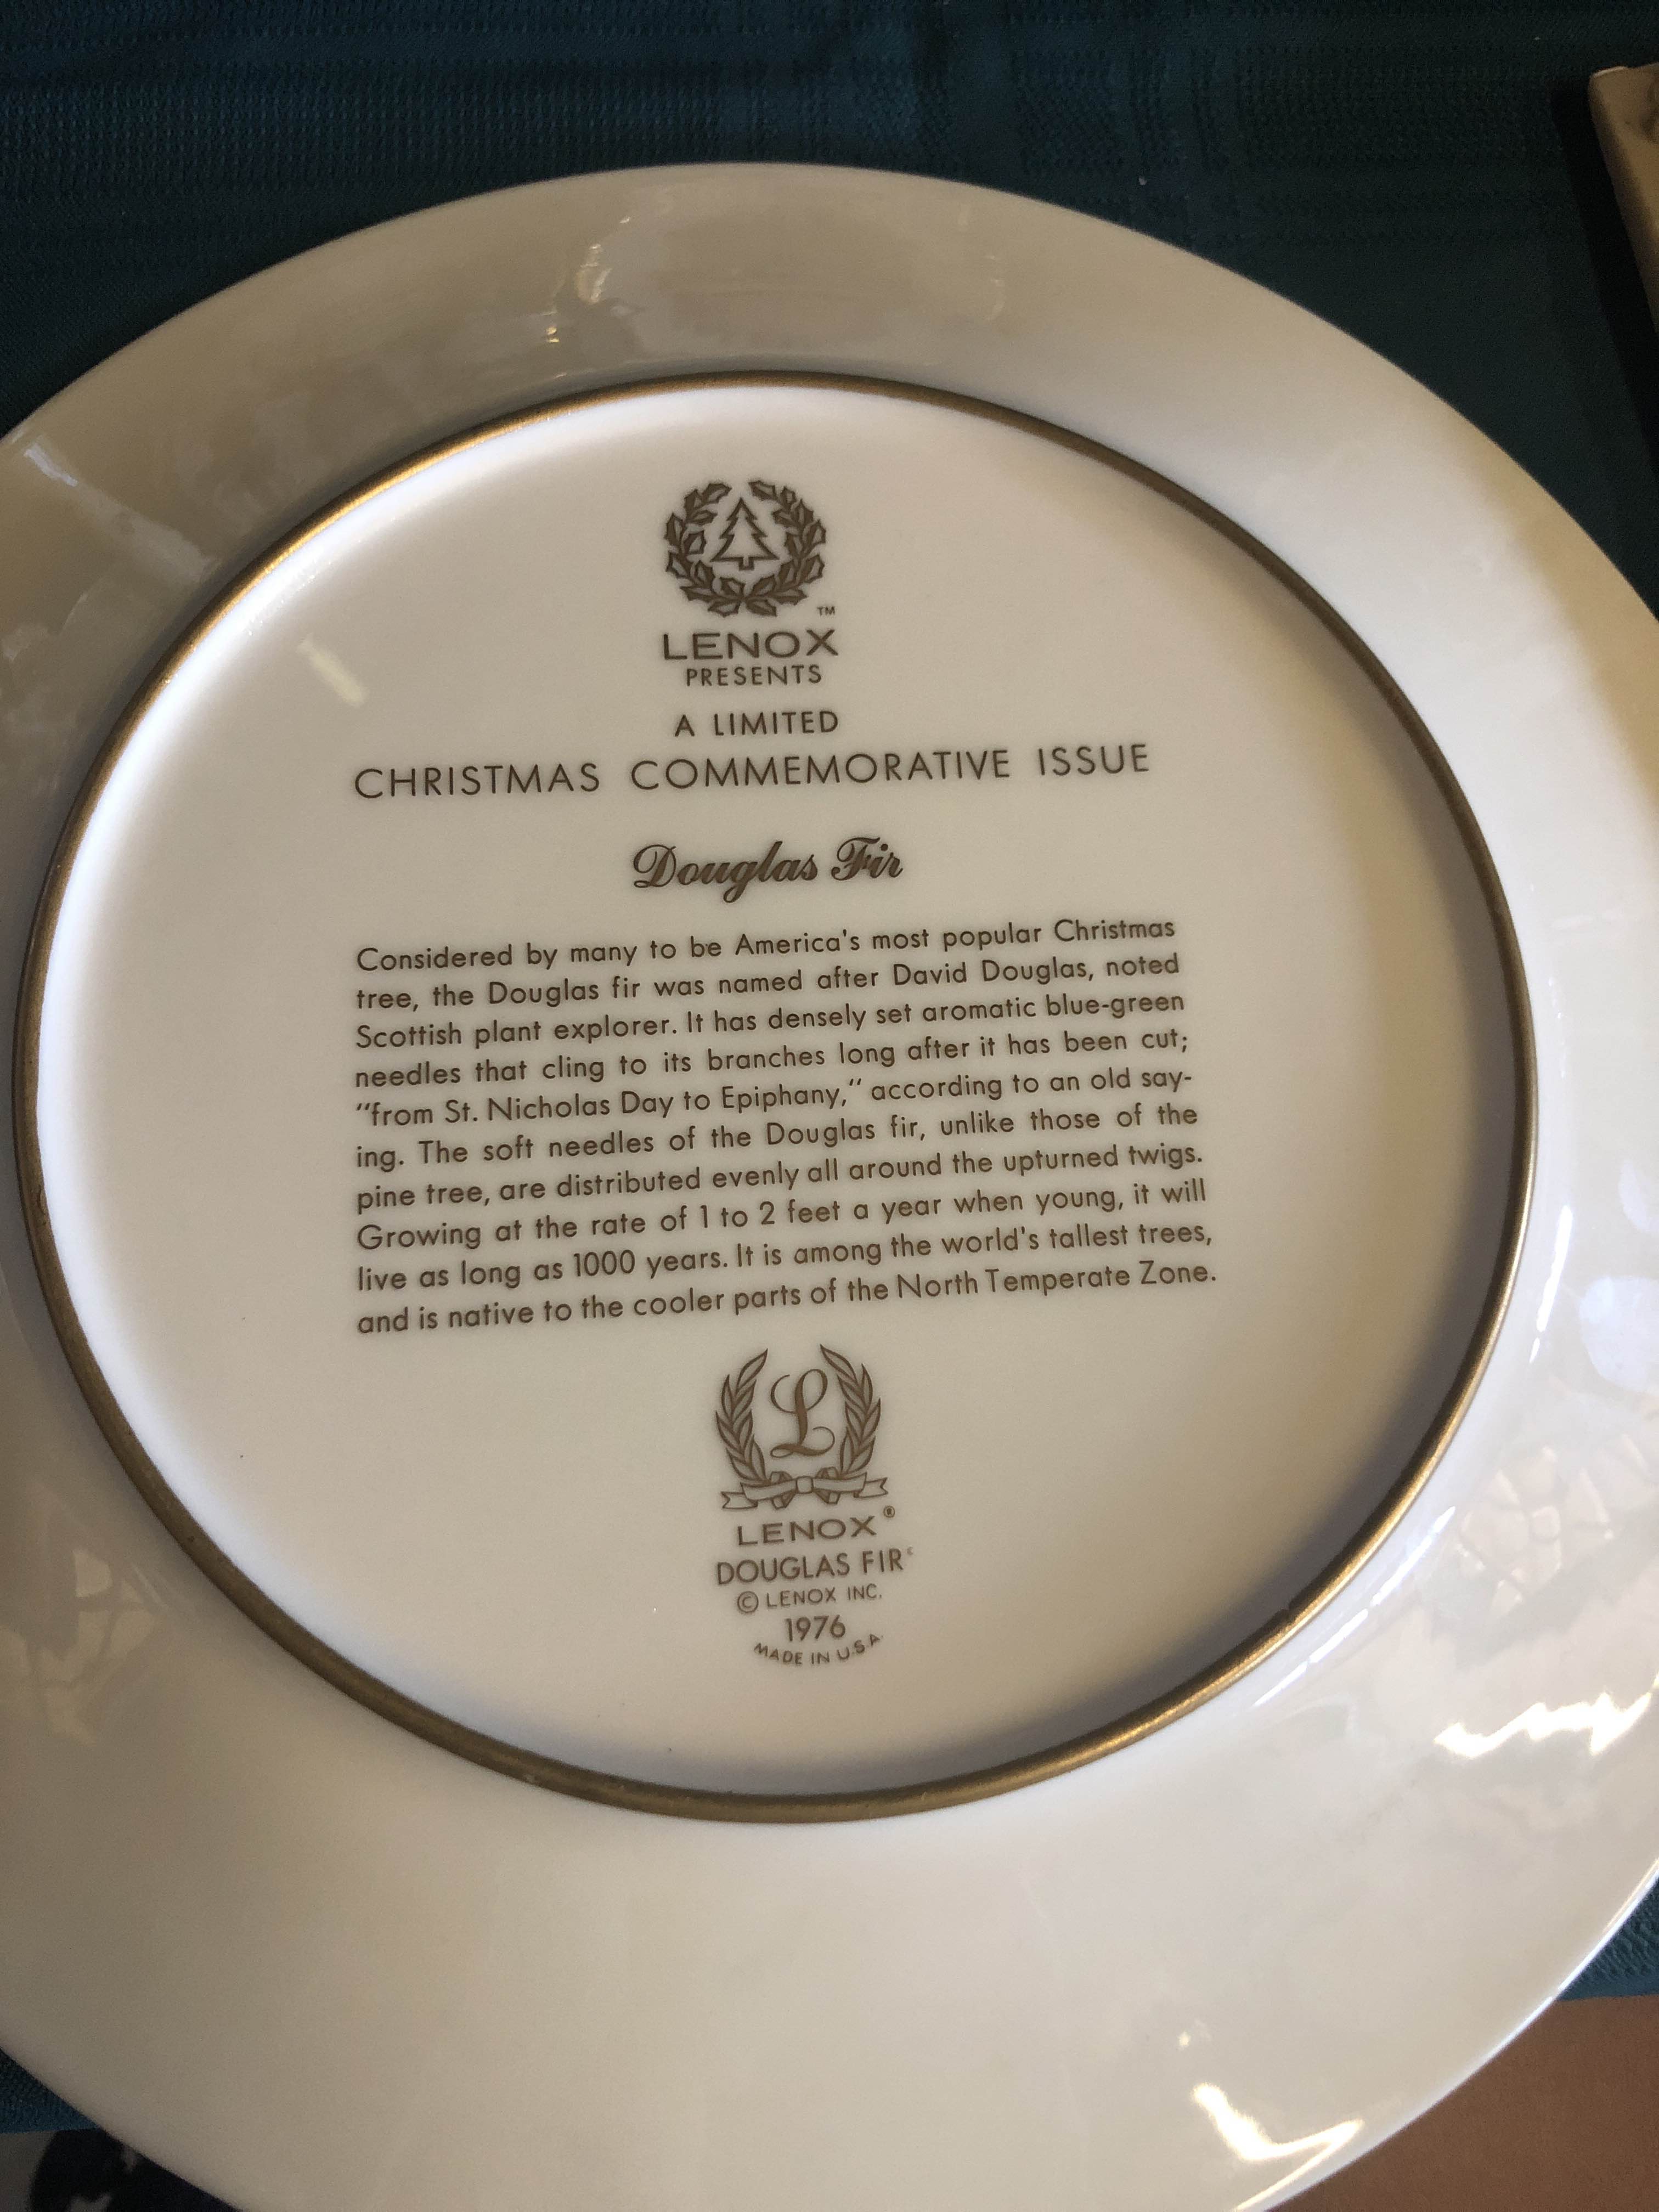 ™
LENOX
PRESENTS
A LIMITED
CHRISTMAS COMMEMORATIVE ISSUE
Douglas Fir
Considered by many to be America's most popular Christmas
tree, the Douglas fir was named after David Douglas, noted
Scottish plant explorer. It has densely set aromatic blue-green
needles that cling to its branches long after it has been cut;
"from St. Nicholas Day to Epiphany," according to an old say-
ing. The soft needles of the Douglas fir, unlike those of the
pine tree, are distributed evenly all around the upturned twigs.
Growing at the rate of 1 to 2 feet a year when young, it will
live as long as 1000 years. It is among the world's tallest trees,
and is native to the cooler parts of the North Temperate Zone.
L
LENOX®
DOUGLAS FIR©
© LENOX INC.
1976
MADE IN U.S.A.